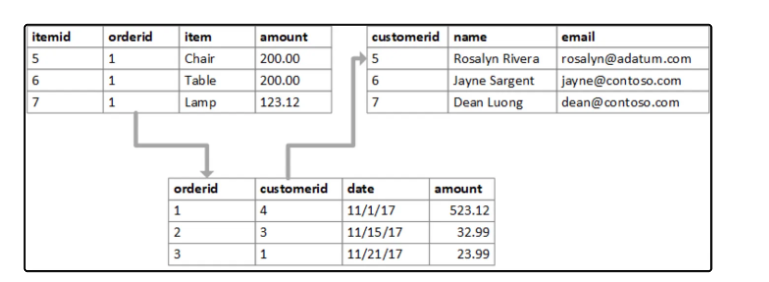 itemid orderid item amount
5 1 Chair 200.00
6 1 Table 200.00
7 1 Lamp 123.12
customerid name email
5 Rosalyn Rivera rosalyn@adatum.com
6 Jayne Sargent jayne@contoso.com
7 Dean Luong dean@contoso.com
orderid customerid date amount
1 4 11/1/17 523.12
2 3 11/15/17 32.99
3 1 11/21/17 23.99